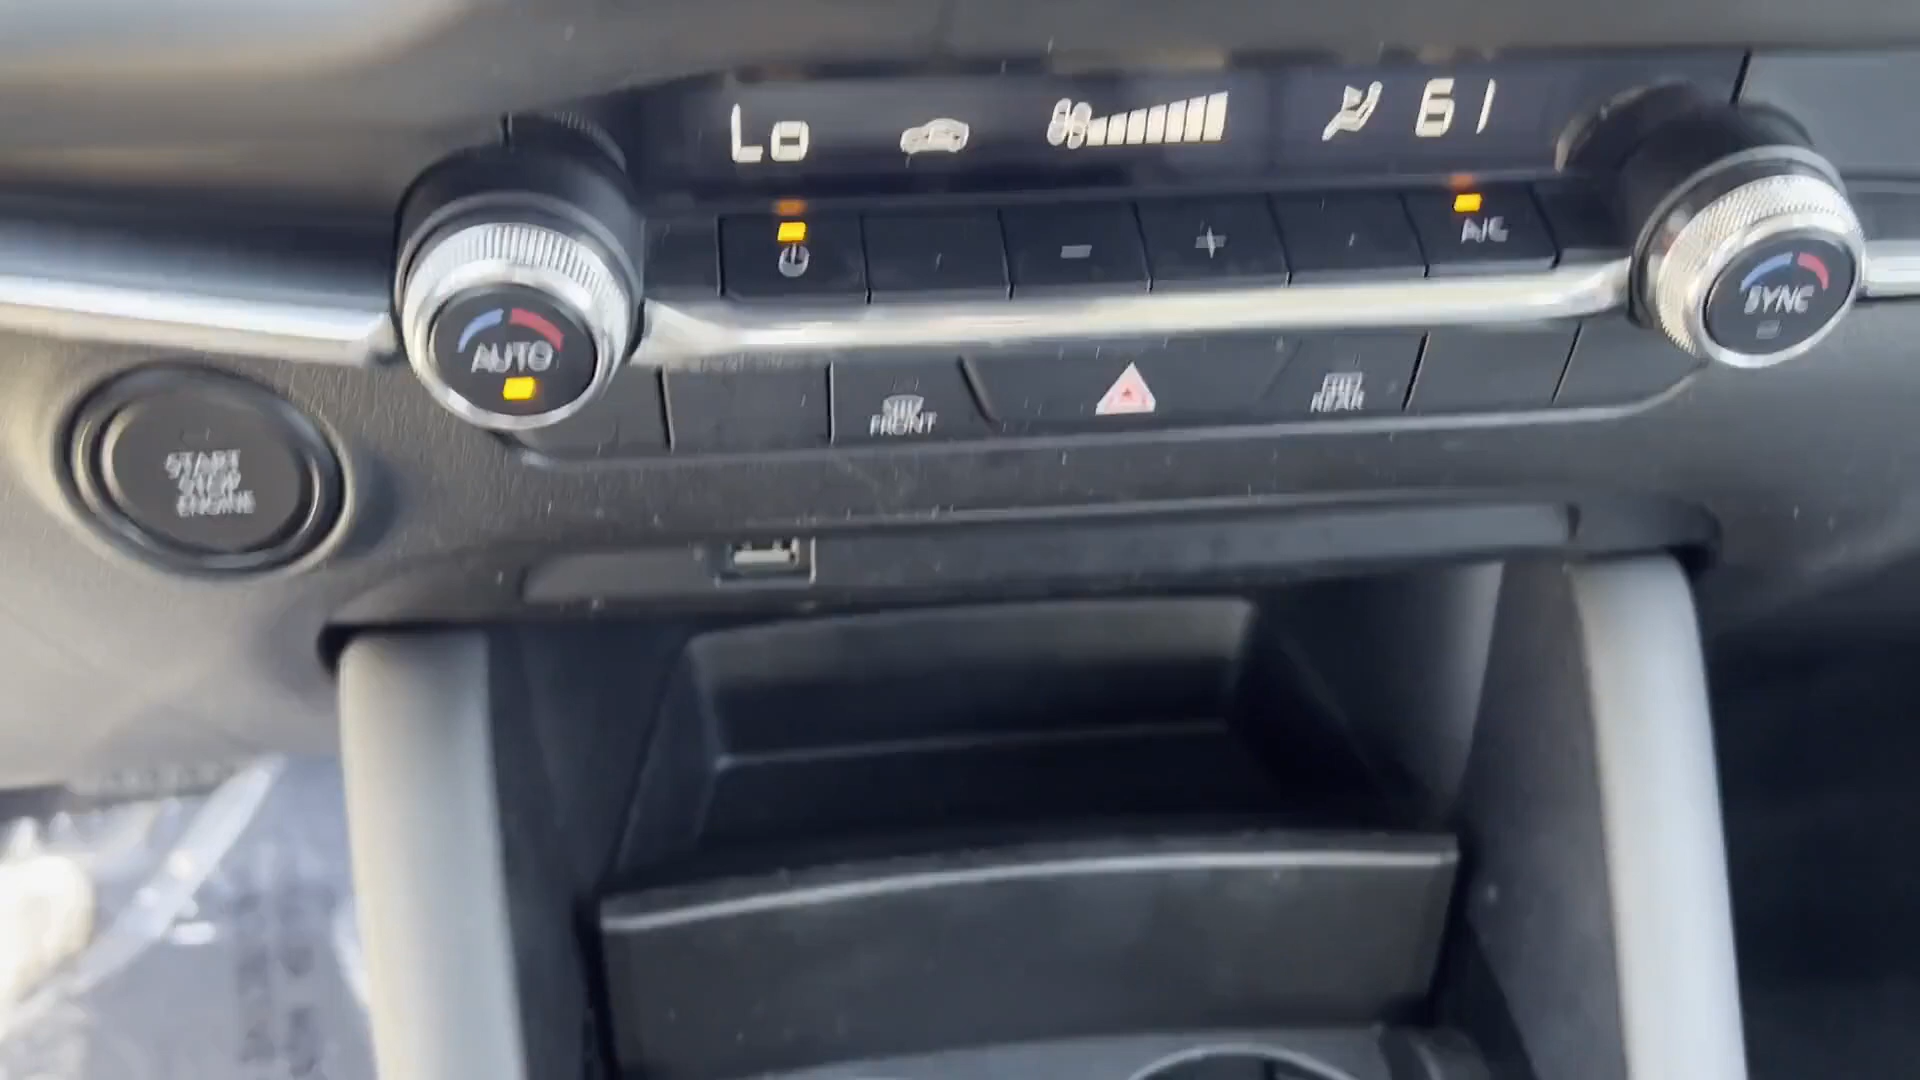 Lo 61
A/C
AUTO
SYNC
FRONT
REAR
START
STOP
ENGINE